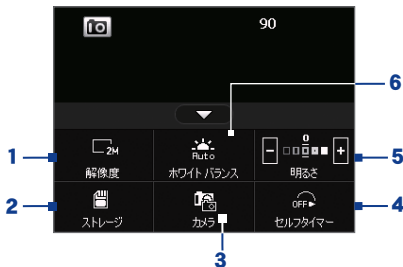 90
6
0
2M
Auto
- +
1
解像度
ホワイト バランス
明るさ
5
OFF
2
ストレージ
カメラ
セルフタイマー
4
3